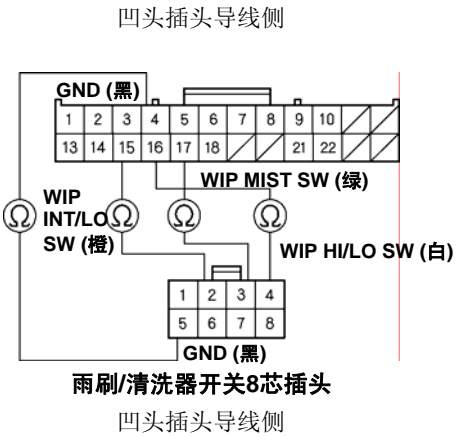 凹头插头导线侧
GND (黑)
1 2 3 4 5 6 7 8 9 10
13 14 15 16 17 18 21 22
WIP MIST SW (绿)
WIP
INT/LO
SW (橙)
Ω Ω Ω Ω
WIP HI/LO SW (白)
1 2 3 4
5 6 7 8
GND (黑)
雨刷/清洗器开关8芯插头
凹头插头导线侧